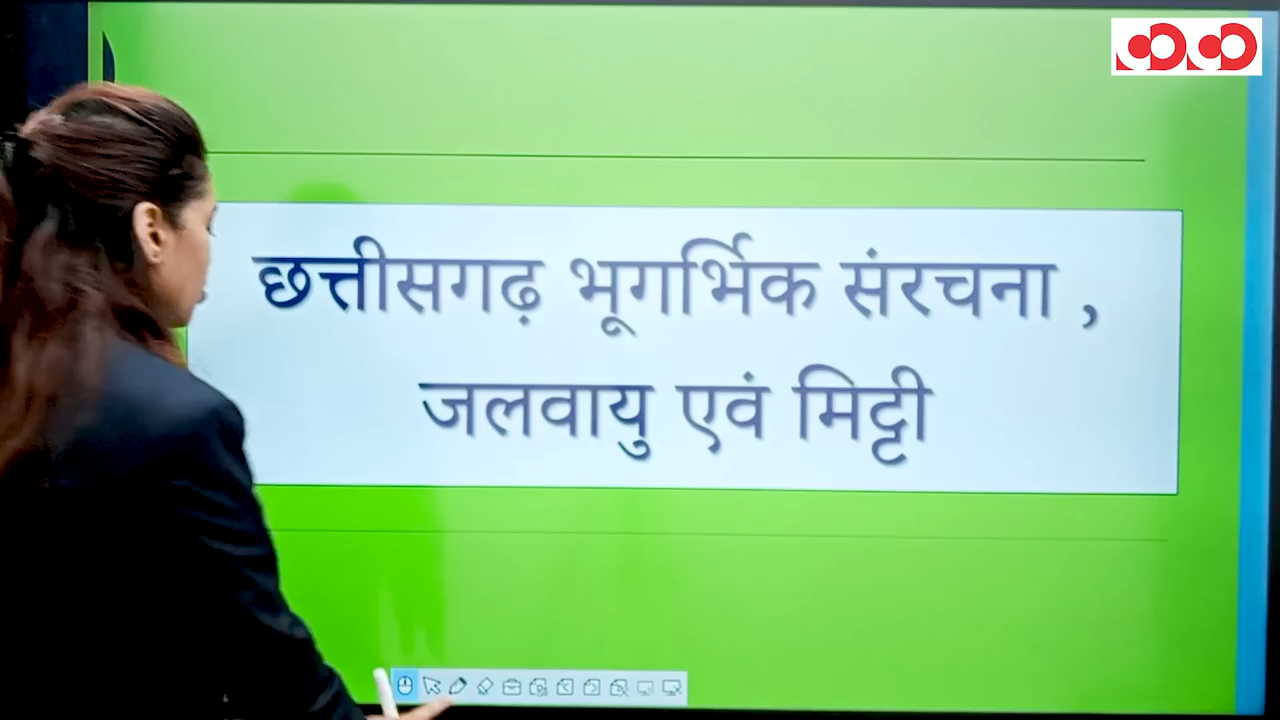 छत्तीसगढ़ भूगर्भिक संरचना ,
जलवायु एवं मिट्टी